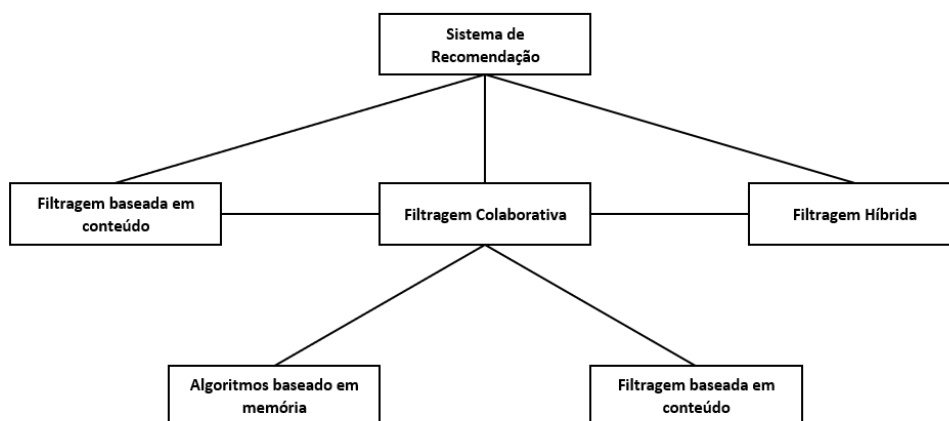 Sistema de
Recomendação
Filtragem baseada em
conteúdo
Filtragem Colaborativa
Filtragem Híbrida
Algoritmos baseado em
memória
Filtragem baseada em
conteúdo